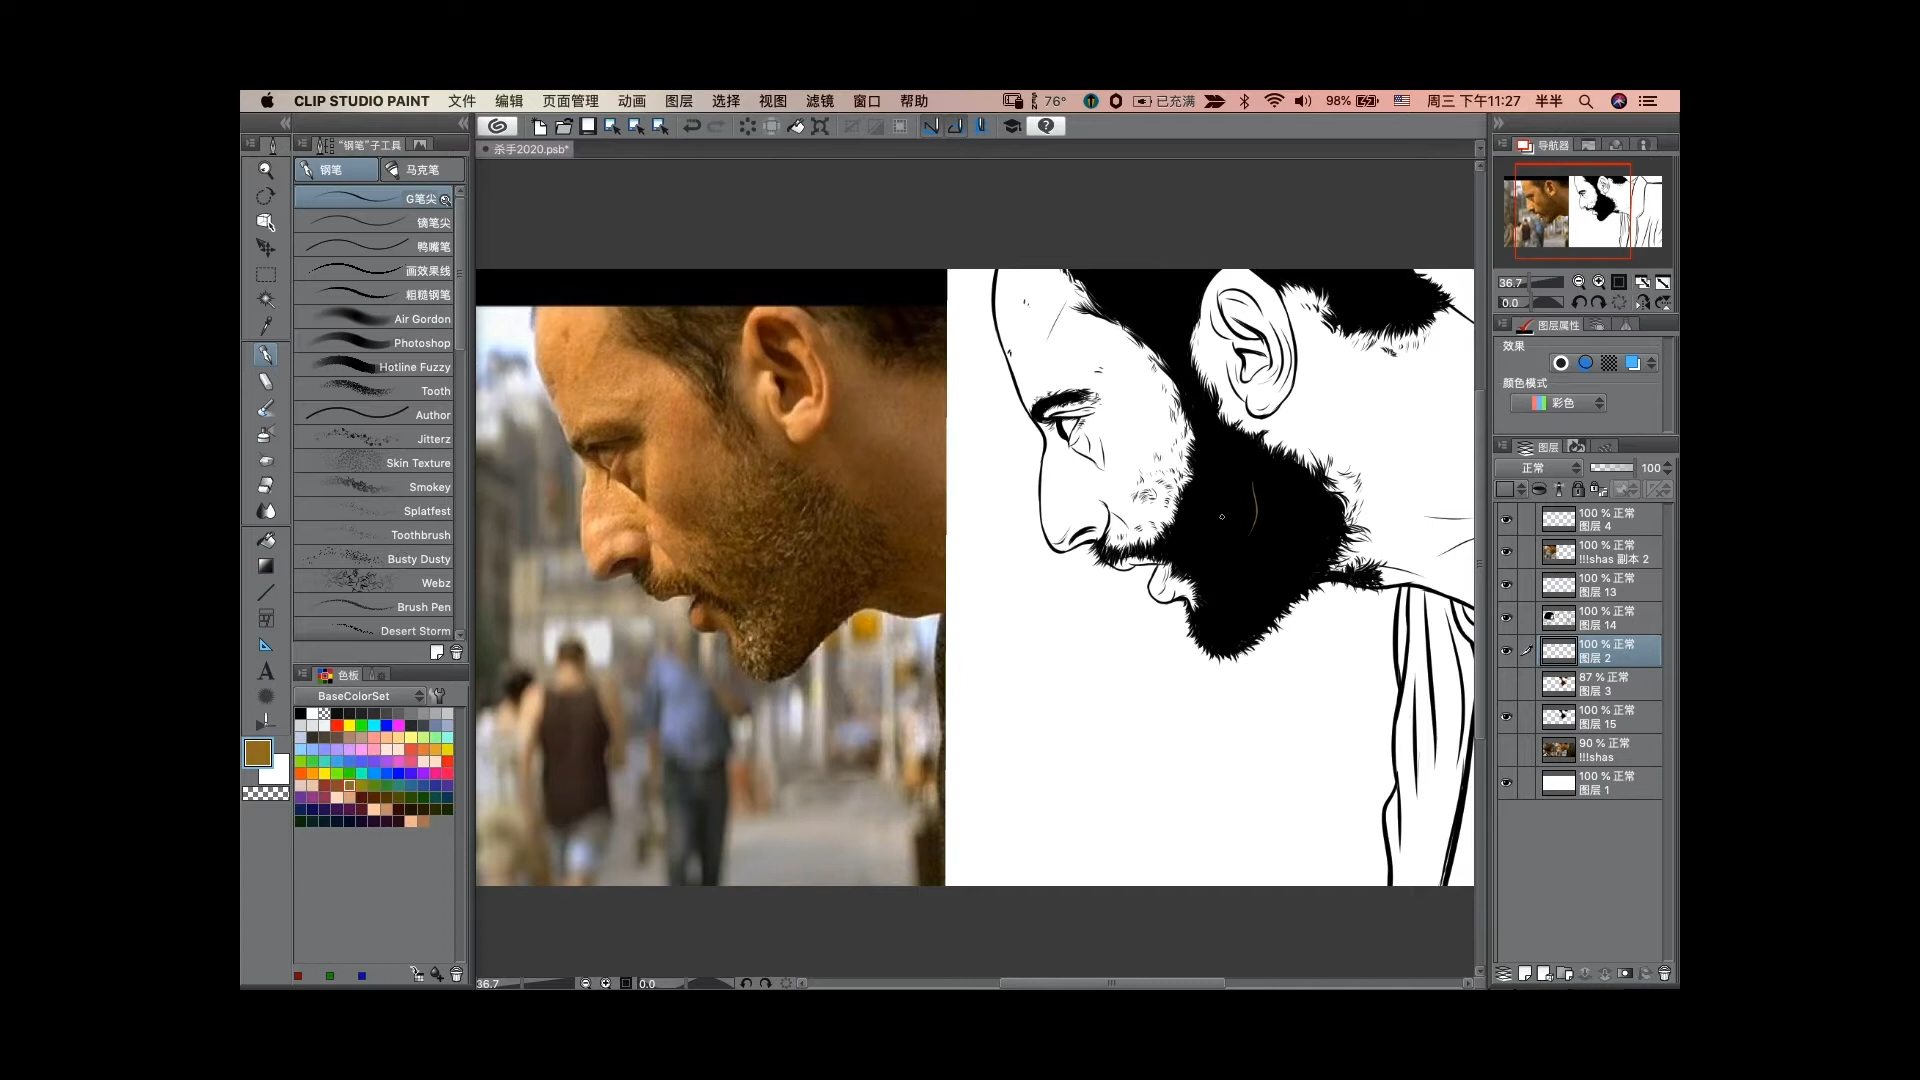 CLIP STUDIO PAINT 文件 编辑 页面管理 动画 图层 选择 视图 滤镜 窗口 帮助 76° 已充满 98% 周三 下午11:27 半半
"钢笔"子工具
杀手2020.psb*
钢笔 马克笔
G笔尖
镝笔尖
鸭嘴笔
画效果线
粗糙钢笔
Air Gordon
Photoshop
Hotline Fuzzy
Tooth
Author
Jitterz
Skin Texture
Smokey
Splatfest
Toothbrush
Busty Dusty
Webz
Brush Pen
Desert Storm
色板
BaseColorSet
36.7 0.0
导航器
36.7
0.0
图层属性
效果
颜色模式
彩色
图层
正常 100
100 % 正常
图层 4
100 % 正常
!!!shas 副本 2
100 % 正常
图层 13
100 % 正常
图层 14
100 % 正常
图层 2
87 % 正常
图层 3
100 % 正常
图层 15
90 % 正常
!!!shas
100 % 正常
图层 1